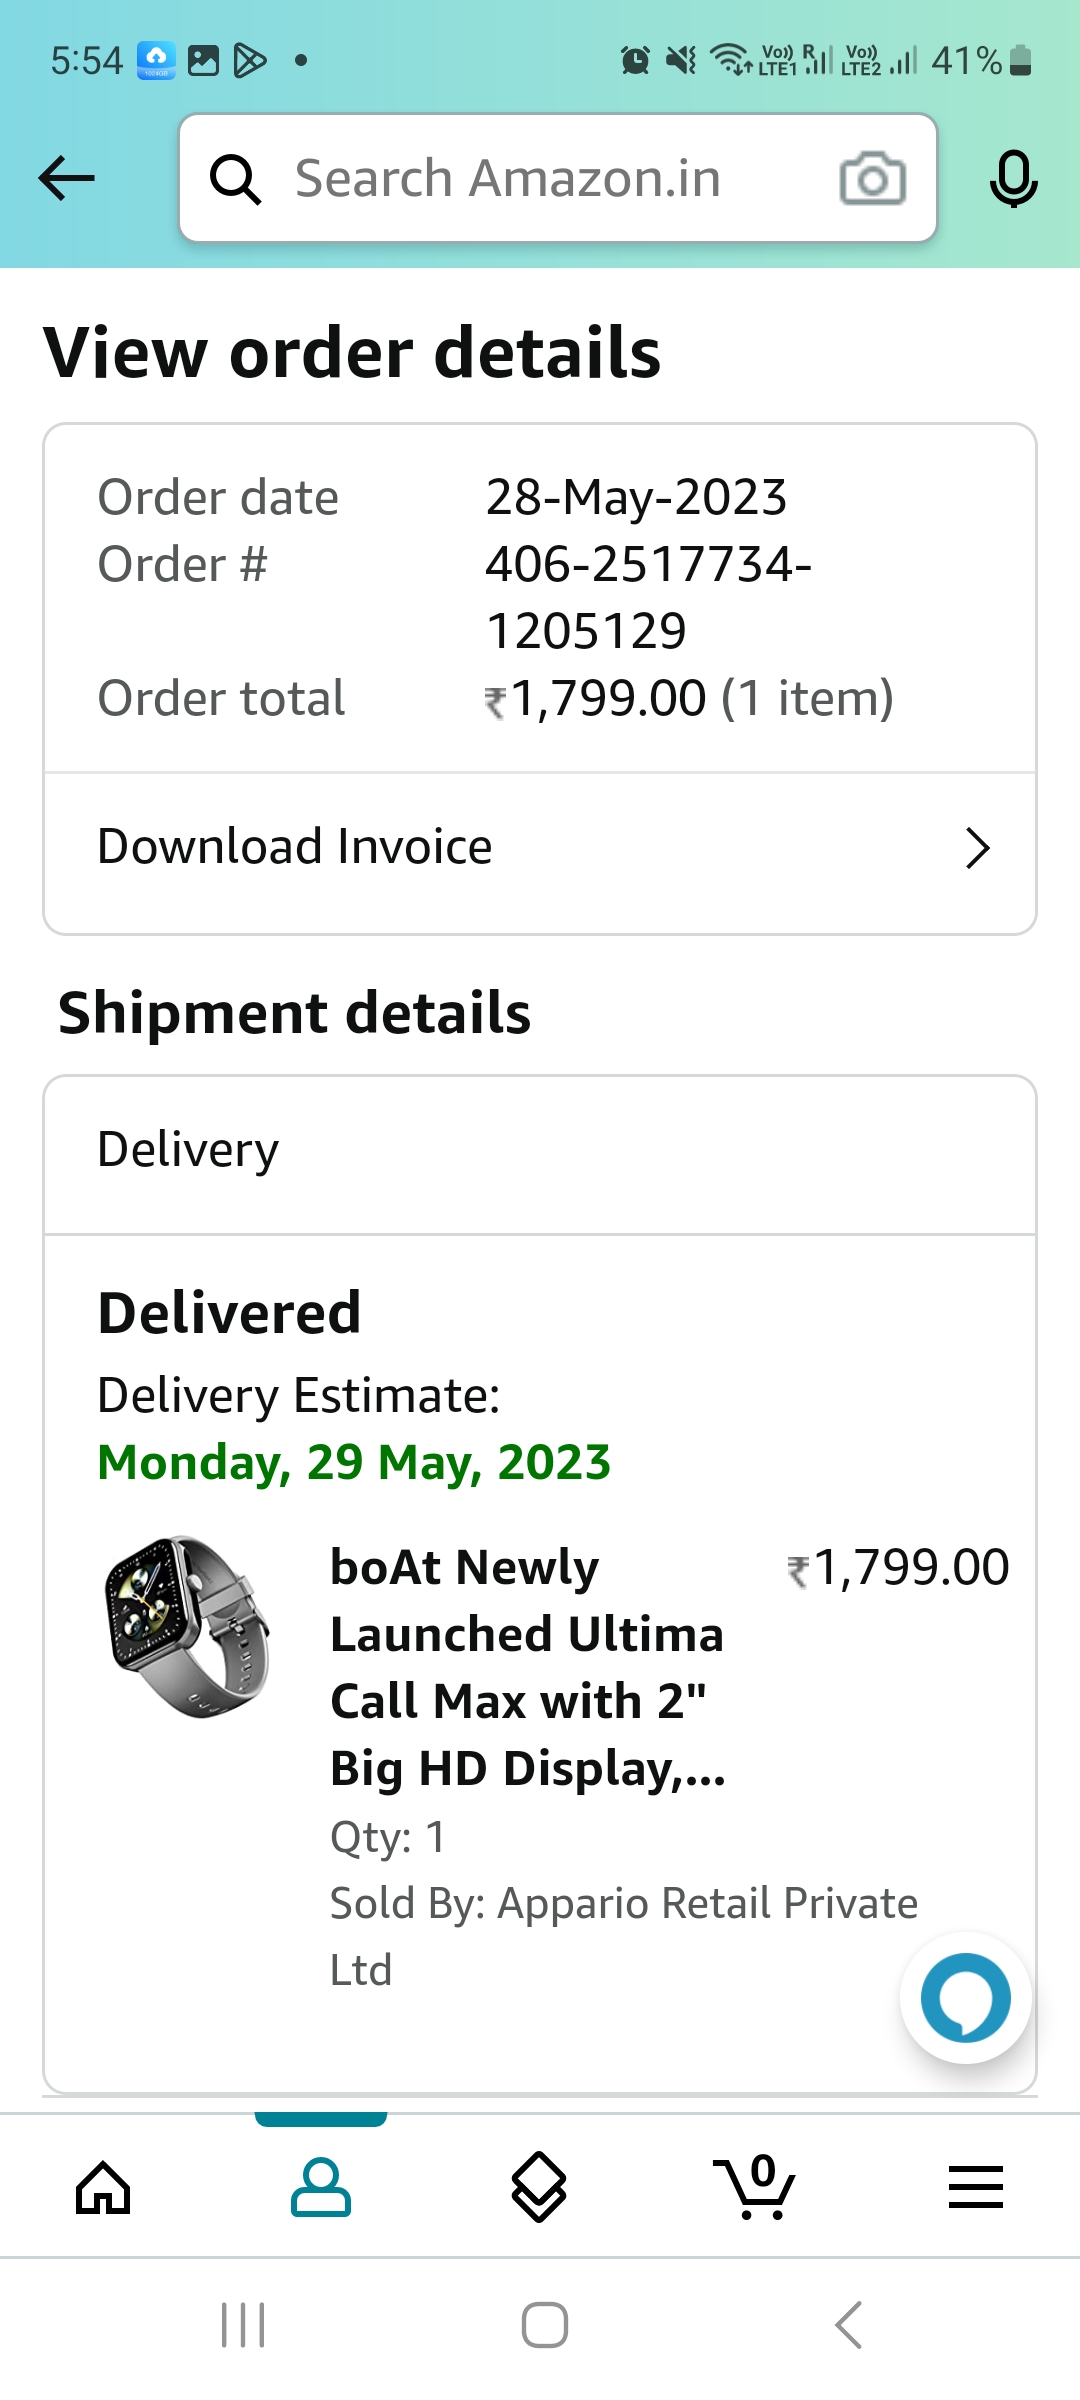 5:54
Vo)) R Vo))
LTE1 LTE2 41%
Search Amazon.in
View order details
Order date 28-May-2023
Order # 406-2517734-
1205129
Order total ₹1,799.00 (1 item)
Download Invoice
Shipment details
Delivery
Delivered
Delivery Estimate:
Monday, 29 May, 2023
boAt Newly ₹1,799.00
Launched Ultima
Call Max with 2"
Big HD Display,...
Qty: 1
Sold By: Appario Retail Private
Ltd
0